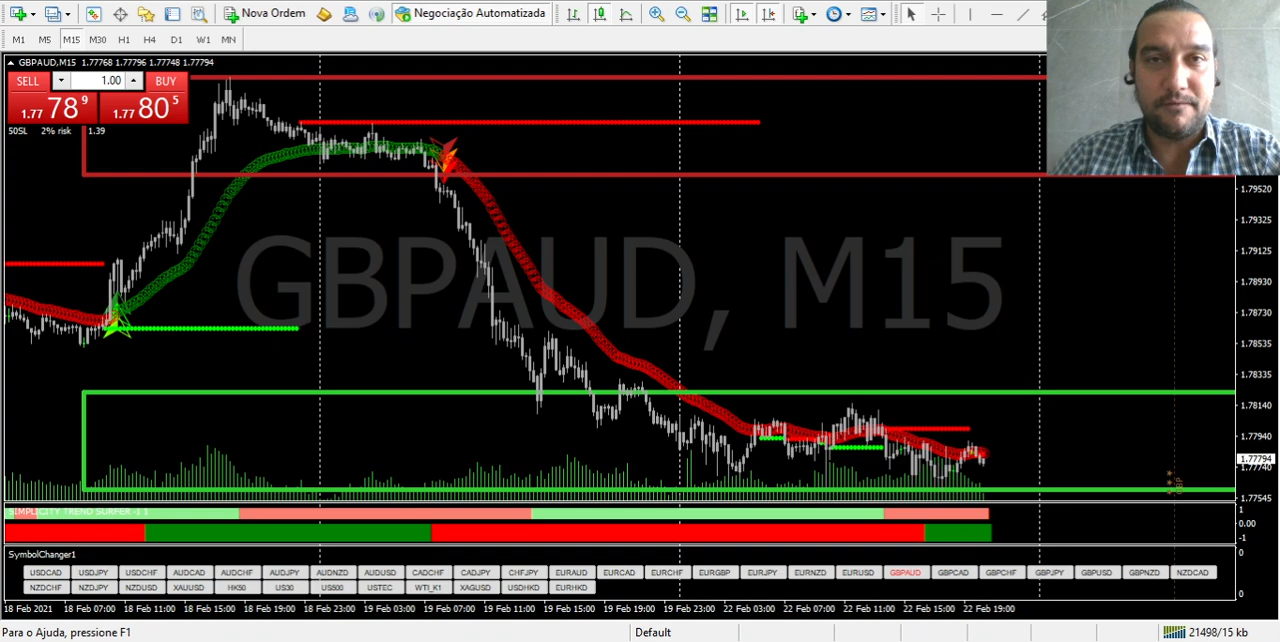 Nova Ordem
Negociação Automatizada
M1 M5 M15 M30 H1 H4 D1 W1 MN
GBPAUD,M15 1.77768 1.77796 1.77748 1.77794
SELL 1.00 BUY
1.77 78 9 1.77 80 5
50SL 2% risk 1.39
GBPAUD, M15
1.79520
1.79325
1.79125
1.78930
1.78730
1.78535
1.78335
1.78140
1.77940
1.77794
1.77740
1.77545
GBP
SIMPLICITY TREND SURFER -1 1
1
0.00
-1
SymbolChanger1
0
USDCAD USDJPY USDCHF AUDCAD AUDCHF AUDJPY AUDNZD AUDUSD CADCHF CADJPY CHFJPY EURAUD EURCAD EURCHF EURGBP EURJPY EURNZD EURUSD GBPAUD GBPCAD GBPCHF GBPJPY GBPUSD GBPNZD NZDCAD
NZDCHF NZDJPY NZDUSD XAUUSD HK50 US30 US500 USTEC WTI_K1 XAGUSD USDHKD EURHKD
0
18 Feb 2021 18 Feb 07:00 18 Feb 11:00 18 Feb 15:00 18 Feb 19:00 18 Feb 23:00 19 Feb 03:00 19 Feb 07:00 19 Feb 11:00 19 Feb 15:00 19 Feb 19:00 19 Feb 23:00 22 Feb 03:00 22 Feb 07:00 22 Feb 11:00 22 Feb 15:00 22 Feb 19:00
Para o Ajuda, pressione F1
Default
21498/15 kb